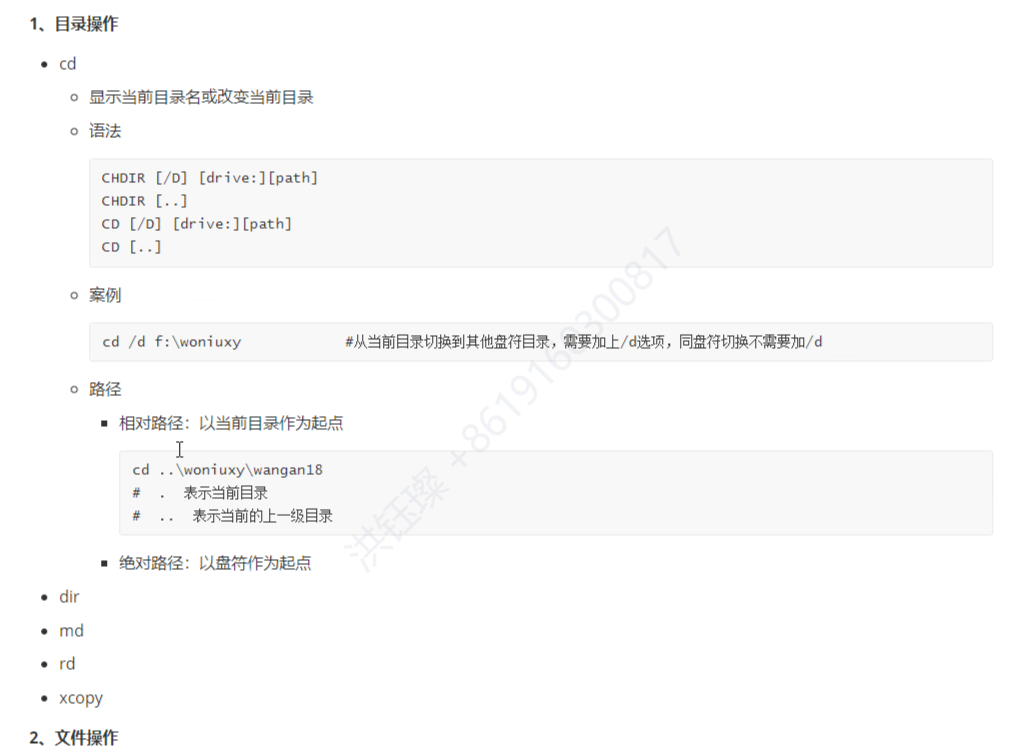 1、目录操作
cd
显示当前目录名或改变当前目录
语法
CHDIR [/D] [drive:][path]
CHDIR [..]
CD [/D] [drive:][path]
CD [..]
案例
cd /d f:\woniuxy #从当前目录切换到其他盘符目录，需要加上/d选项，同盘符切换不需要加/d
路径
相对路径：以当前目录作为起点
cd ..\woniuxy\wangan18
# . 表示当前目录
# .. 表示当前的上一级目录
绝对路径：以盘符作为起点
dir
md
rd
xcopy
2、文件操作
洪钰璨 +8619160300817